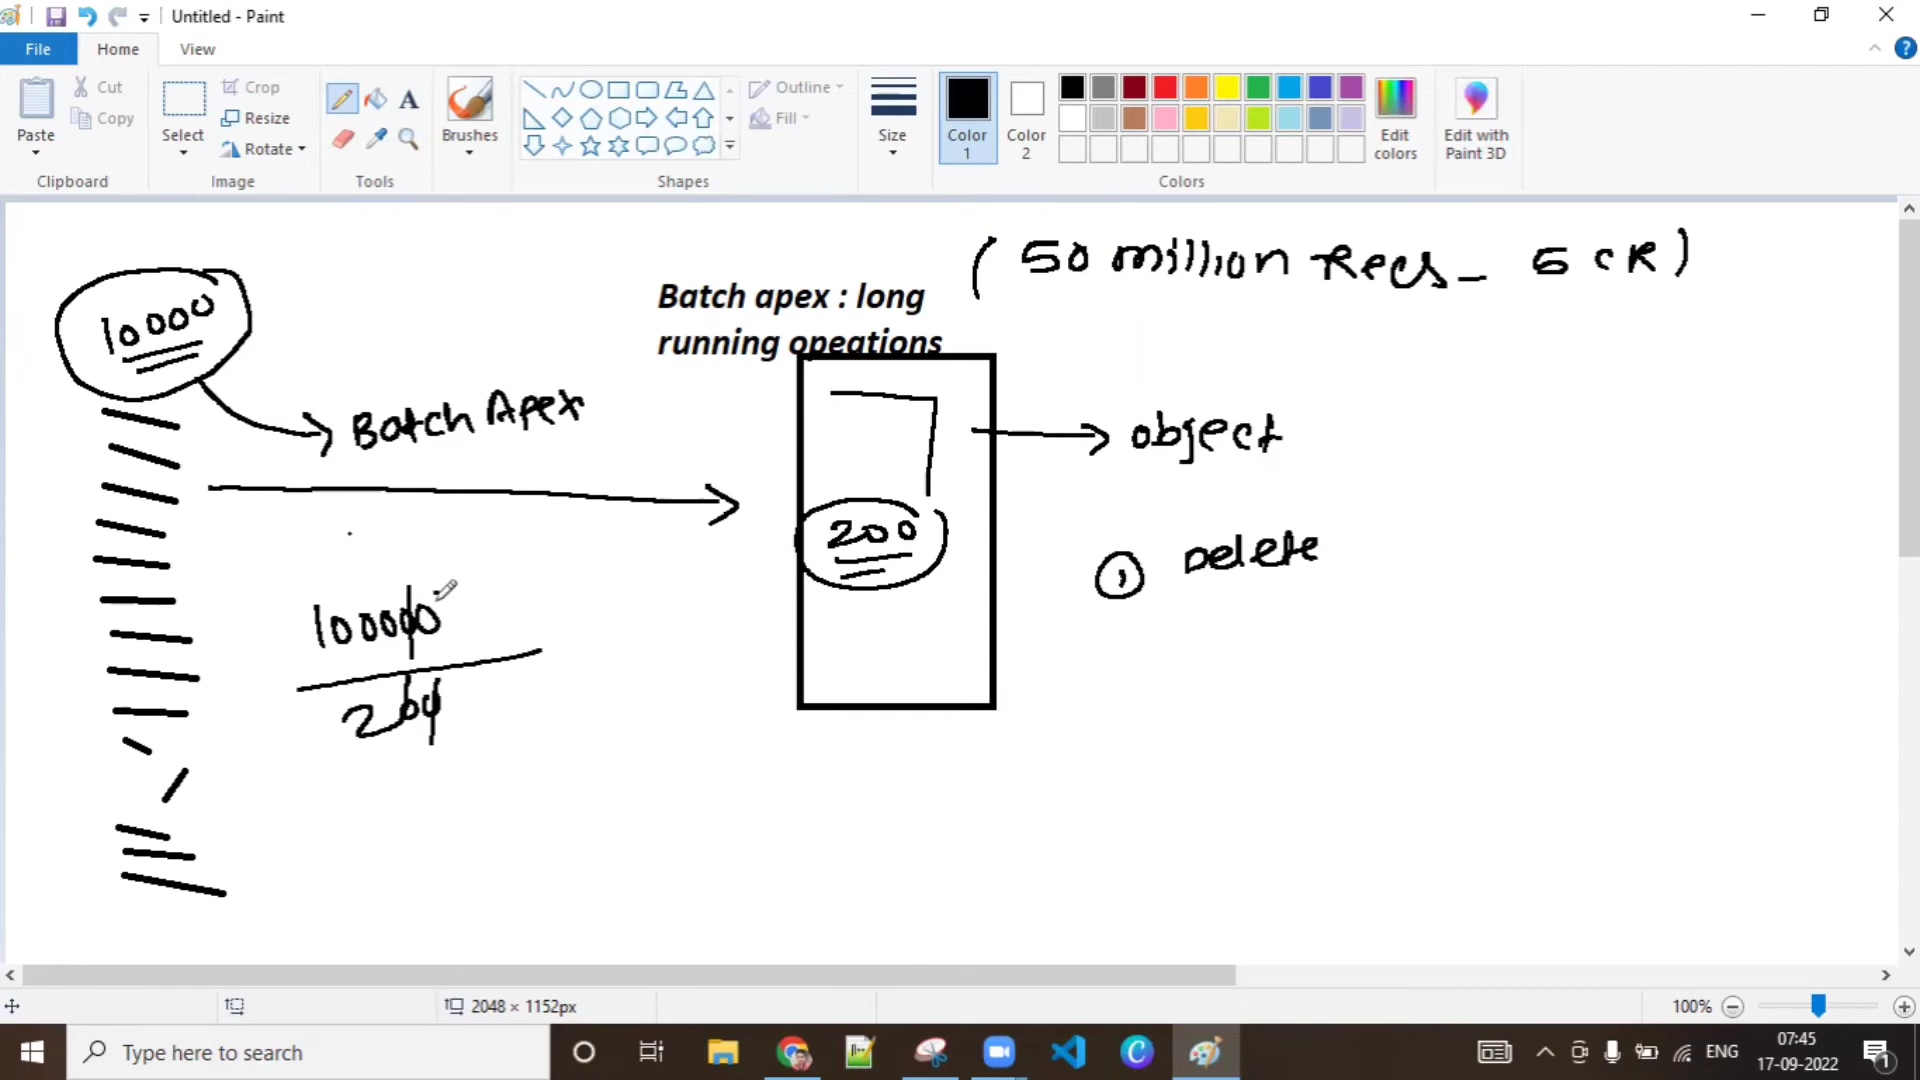 Untitled - Paint
File Home View
Cut
Copy
Paste
Clipboard
Select
Crop
Resize
Rotate
Image
Tools
Brushes
Shapes
Outline
Fill
Size
Color 1
Color 2
Edit colors
Colors
Edit with Paint 3D
( 50 million Recs - 5 CR )
Batch apex : long
running opeations
10000
Batch Apex
object
200
① Delete
100000
200
2048 × 1152px
100%
Type here to search
ENG
07:45
17-09-2022
1